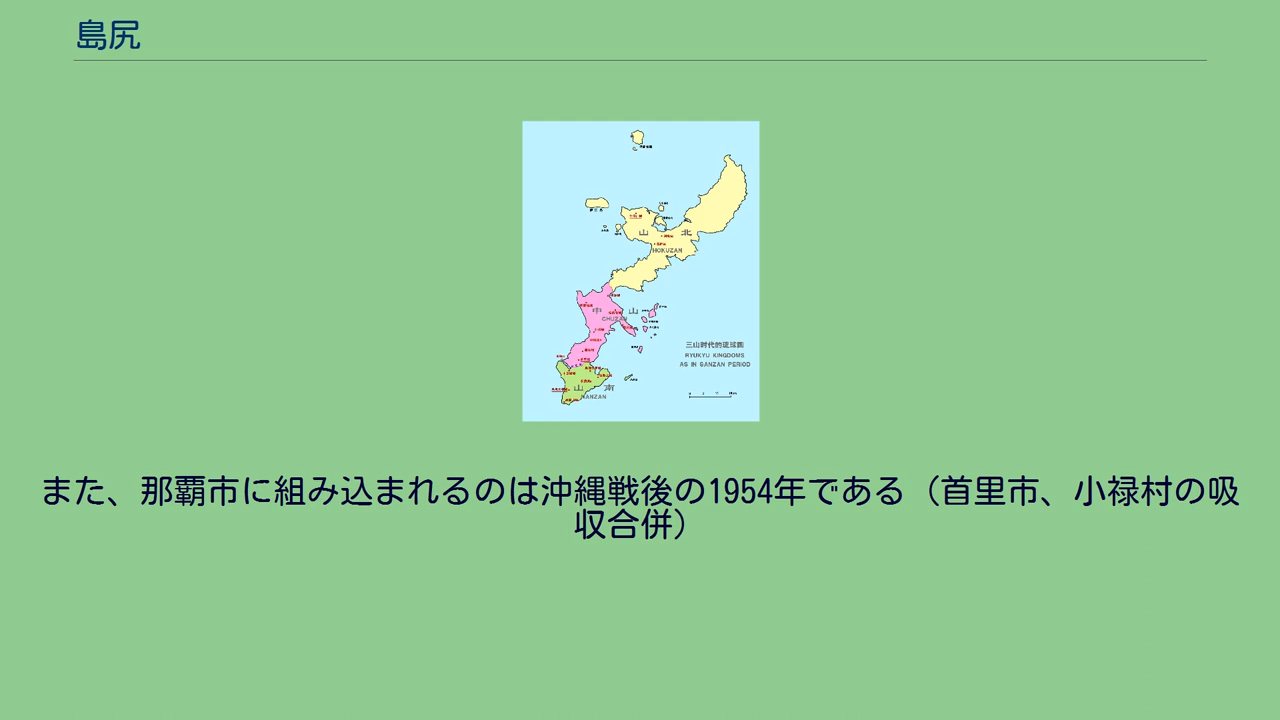 島尻
山 北
HOKUZAN
中 山
CHUZAN
三山时代的琉球图
RYUKYU KINGDOMS
AS IN SANZAN PERIOD
山 南
NANZAN
また、那覇市に組み込まれるのは沖縄戦後の1954年である（首里市、小禄村の吸
収合併）